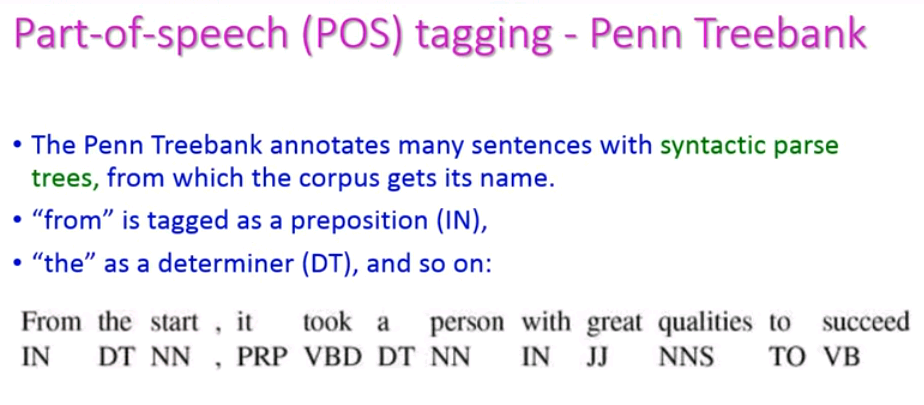 Part-of-speech (POS) tagging - Penn Treebank
• The Penn Treebank annotates many sentences with syntactic parse
trees, from which the corpus gets its name.
• “from” is tagged as a preposition (IN),
• “the” as a determiner (DT), and so on:
From the start , it took a person with great qualities to succeed
IN DT NN , PRP VBD DT NN IN JJ NNS TO VB